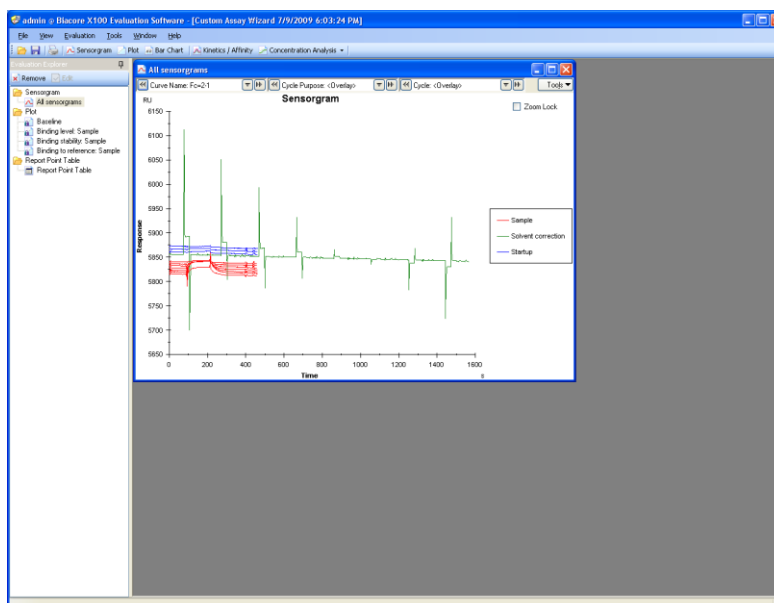 admin @ Biacore X100 Evaluation Software - [Custom Assay Wizard 7/9/2009 6:03:24 PM]
File View Evaluation Tools Window Help
Sensorgram Plot Bar Chart Kinetics / Affinity Concentration Analysis
Evaluation Explorer
Remove Edit
Sensorgram
All sensorgrams
Plot
Baseline
Binding level: Sample
Binding stability: Sample
Binding to reference: Sample
Report Point Table
Report Point Table
All sensorgrams
Curve Name: Fc=2-1 Cycle Purpose: <Overlay> Cycle: <Overlay> Tools
Sensorgram
Zoom Lock
RU
6150
6100
6050
6000
5950
5900
5850
5800
5750
5700
5650
Response
0 200 400 600 800 1000 1200 1400 1600
Time
s
Sample
Solvent correction
Startup